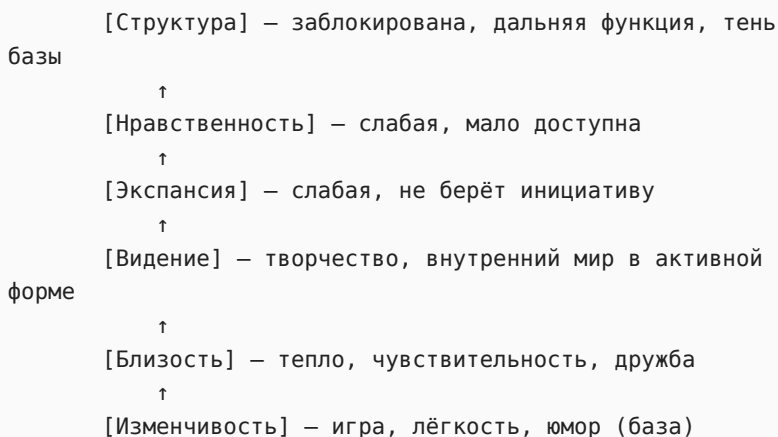 [Структура] — заблокирована, дальняя функция, тень
базы
↑
[Нравственность] — слабая, мало доступна
↑
[Экспансия] — слабая, не берёт инициативу
↑
[Видение] — творчество, внутренний мир в активной
форме
↑
[Близость] — тепло, чувствительность, дружба
↑
[Изменчивость] — игра, лёгкость, юмор (база)